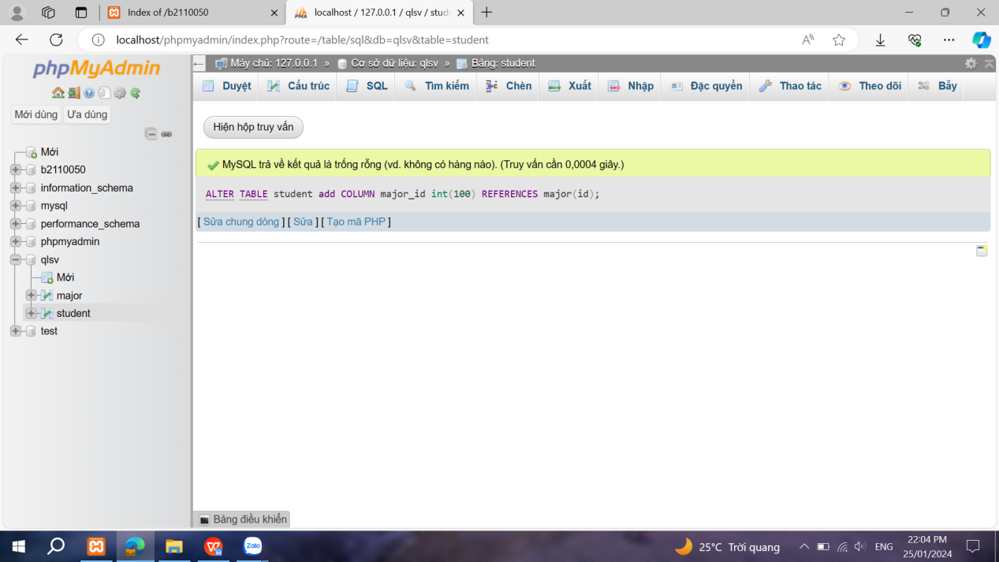 Index of /b2110050
localhost / 127.0.0.1 / qlsv / stud
localhost/phpmyadmin/index.php?route=/table/sql&db=qlsv&table=student
phpMyAdmin
Mới dùng Ưa dùng
Mới
b2110050
information_schema
mysql
performance_schema
phpmyadmin
qlsv
Mới
major
student
test
Máy chủ: 127.0.0.1 » Cơ sở dữ liệu: qlsv » Bảng: student
Duyệt Cấu trúc SQL Tìm kiếm Chèn Xuất Nhập Đặc quyền Thao tác Theo dõi Bẫy
Hiện hộp truy vấn
MySQL trả về kết quả là trống rỗng (vd. không có hàng nào). (Truy vấn cần 0,0004 giây.)
ALTER TABLE student add COLUMN major_id int(100) REFERENCES major(id);
[ Sửa chung dòng ] [ Sửa ] [ Tạo mã PHP ]
Bảng điều khiển
Zalo
25°C Trời quang
ENG
22:04 PM
25/01/2024